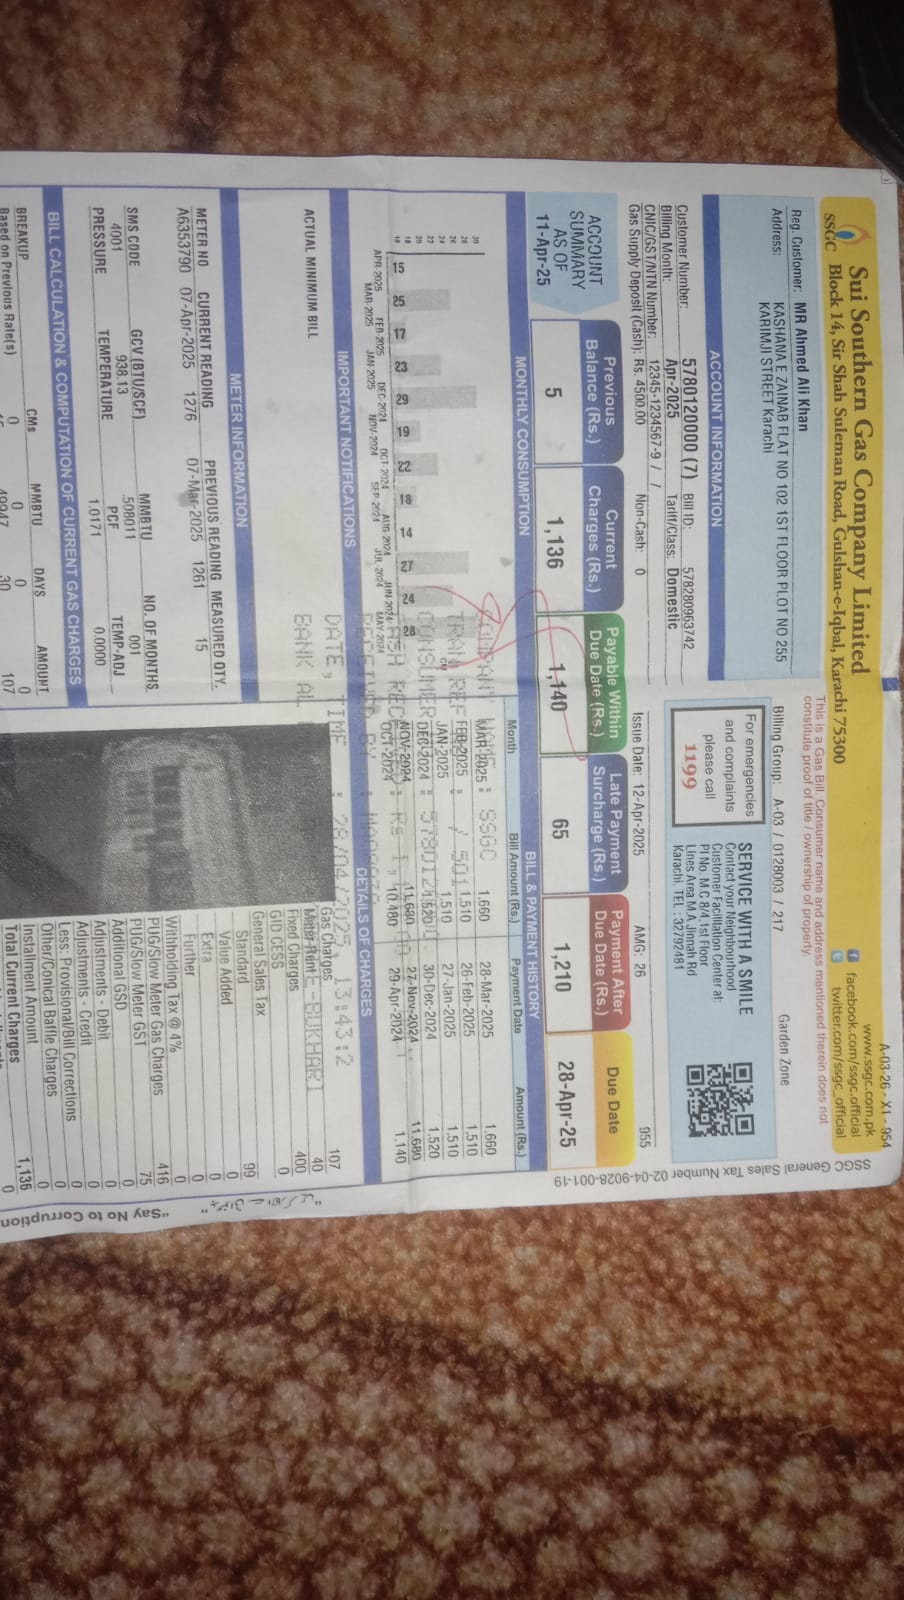 A-03-26 - X1 - 954
Sui Southern Gas Company Limited
SSGC Block 14, Sir Shah Suleman Road, Gulshan-e-Iqbal, Karachi 75300
www.ssgc.com.pk
facebook.com/ssgc.official
twitter.com/ssgc_official
This is a Gas Bill. Consumer name and address mentioned therein does not
constitute proof of title / ownership of property.
Reg. Customer: MR Ahmed Ali Khan
Address: KASHANA E ZAINAB FLAT NO 102 1ST FLOOR PLOT NO 255
KARIMJI STREET Karachi
Billing Group: A-03 / 0128003 / 217
Garden Zone
For emergencies
and complaints
please call
1199
SERVICE WITH A SMILE
Contact your Neighbourhood
Customer Facilitation Center at:
Pl No. M.C 8/4, 1st Floor
Lines Area M.A. Jinnah Rd
Karachi. TEL : 32792481
ACCOUNT INFORMATION
Customer Number: 5780120000 (7) Bill ID: 578280963742
Billing Month: Apr-2025 Tariff/Class: Domestic
CNIC/GST/NTN Number: 12345-1234567-9 / /
Gas Supply Deposit (Cash): Rs. 4500.00 Non-Cash: 0
Issue Date: 12-Apr-2025 AMG: 26 955
SSGC General Sales Tax Number 02-04-9028-001-19
ACCOUNT
SUMMARY
AS OF
11-Apr-25
Previous Balance (Rs.)
5
Current Charges (Rs.)
1,136
Payable Within Due Date (Rs.)
1,140
Late Payment Surcharge (Rs.)
65
Payment After Due Date (Rs.)
1,210
Due Date
28-Apr-25
MONTHLY CONSUMPTION
15 25 17 23 29 19 22 18 14 27 24 28
APR-2025 MAR-2025 FEB-2025 JAN-2025 DEC-2024 NOV-2024 OCT-2024 SEP-2024 AUG-2024 JUL-2024 JUN-2024 MAY-2024
BILL & PAYMENT HISTORY
Month Bill Amount (Rs.) Payment Date Amount (Rs.)
MAR-2025 1,660 28-Mar-2025 1,660
FEB-2025 1,510 26-Feb-2025 1,510
JAN-2025 1,510 27-Jan-2025 1,510
DEC-2024 1,520 30-Dec-2024 1,520
NOV-2024 11,680 27-Nov-2024 11,680
OCT-2024 10,480 26-Apr-2024 1,140
IMPORTANT NOTIFICATIONS
ACTUAL MINIMUM BILL
DATE, TIME : 28/04/2025, 13:43:2
BANK AL
METER INFORMATION
METER NO CURRENT READING PREVIOUS READING MEASURED QTY.
A6353790 07-Apr-2025 1276 07-Mar-2025 1261 15
SMS CODE GCV (BTU/SCF) MMBTU NO. OF MONTHS
4001 938.13 .508011 001
PRESSURE TEMPERATURE PCF TEMP-ADJ
1.0171 0.0000
BILL CALCULATION & COMPUTATION OF CURRENT GAS CHARGES
BREAKUP CMs MMBTU DAYS AMOUNT
0 0 0 0
Based on Previous Rate(s) 30 107
DETAILS OF CHARGES
Gas Charges 107
Meter Rent 40
Fixed Charges 400
GID CESS 0
General Sales Tax
Standard 99
Value Added 0
Extra 0
Further 0
Withholding Tax @ 4% 0
PUG/Slow Meter Gas Charges 416
PUG/Slow Meter GST 75
Additional GSD 0
Adjustments - Debit 0
Adjustments - Credit 0
Less: Provisional/Bill Corrections 0
Other/Conical Baffle Charges 0
Installment Amount 0
Total Current Charges 1,136
"Say No to Corruption